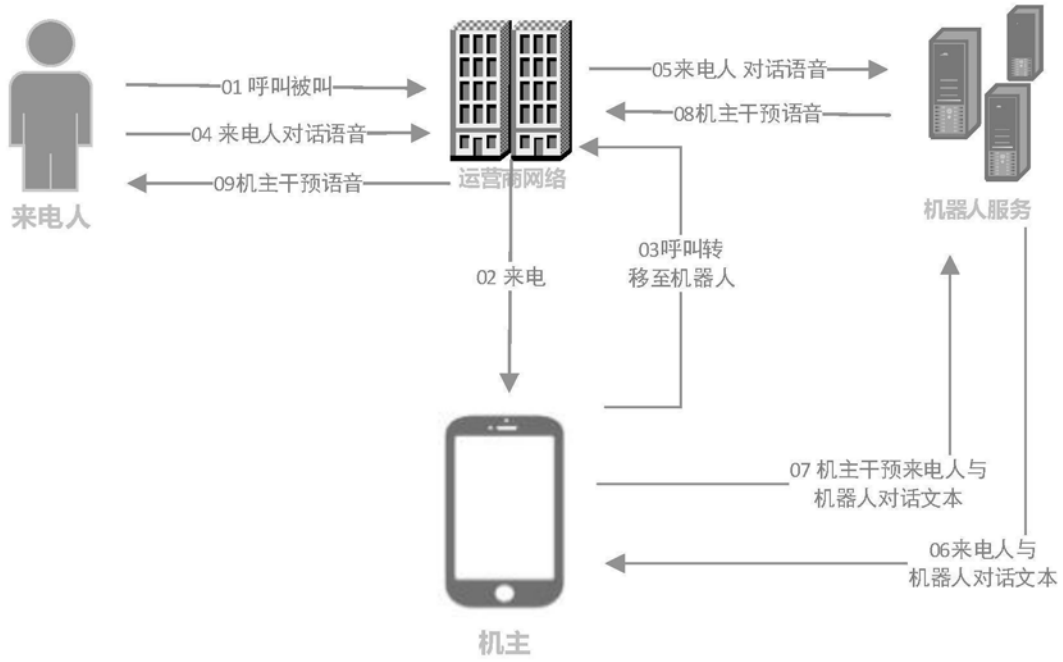 01 呼叫被叫
05来电人 对话语音
08机主干预语音
04 来电人对话语音
09机主干预语音
运营商网络
来电人
机器人服务
02 来电
03呼叫转
移至机器人
07 机主干预来电人与
机器人对话文本
06来电人与
机器人对话文本
机主